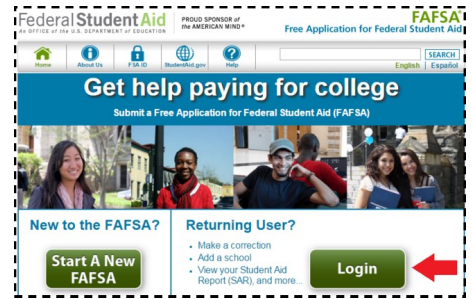 Federal Student Aid
An OFFICE of the U.S. DEPARTMENT of EDUCATION
PROUD SPONSOR of
the AMERICAN MIND®
FAFSA®
Free Application for Federal Student Aid
Home
About Us
FSA ID
StudentAid.gov
Help
SEARCH
English | Español
Get help paying for college
Submit a Free Application for Federal Student Aid (FAFSA)
New to the FAFSA?
Start A New
FAFSA
Returning User?
• Make a correction
• Add a school
• View your Student Aid
Report (SAR), and more...
Login